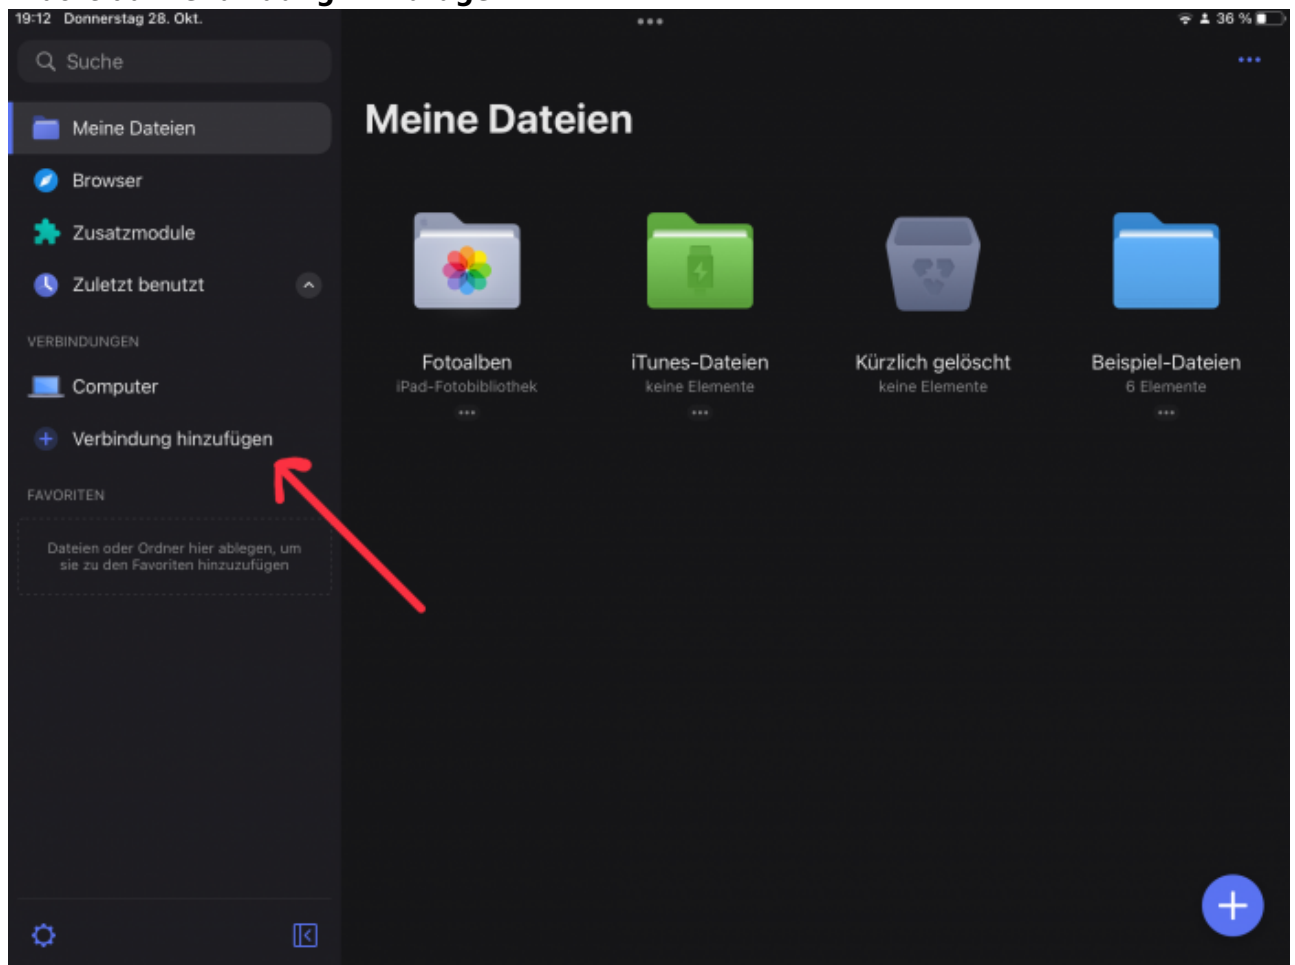 19:12 Donnerstag 28. Okt.
36 %
Suche
Meine Dateien
Browser
Zusatzmodule
Zuletzt benutzt
VERBINDUNGEN
Computer
Verbindung hinzufügen
FAVORITEN
Dateien oder Ordner hier ablegen, um
sie zu den Favoriten hinzuzufügen
Meine Dateien
Fotoalben
iPad-Fotobibliothek
iTunes-Dateien
keine Elemente
Kürzlich gelöscht
keine Elemente
Beispiel-Dateien
6 Elemente